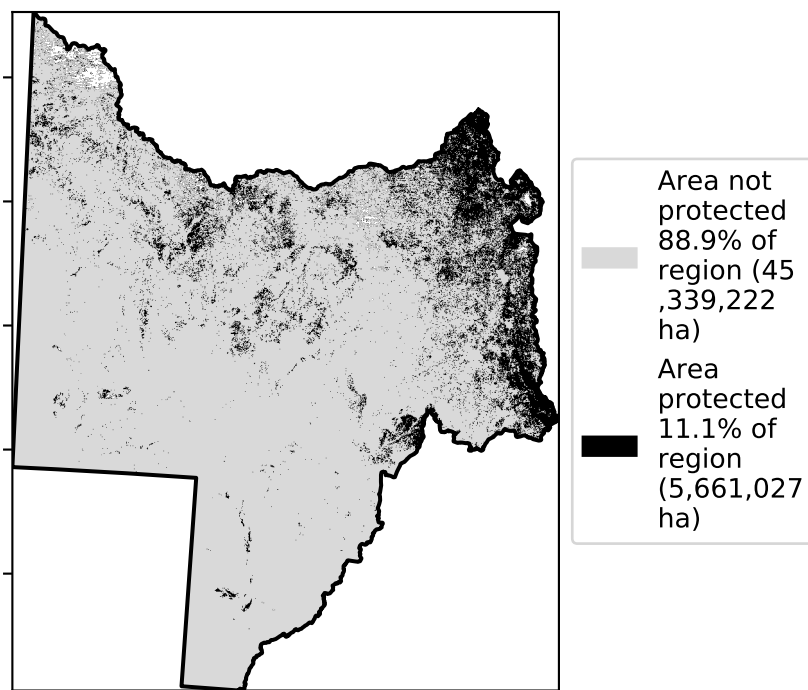 Area not
protected
88.9% of
region (45
,339,222
ha)
Area
protected
11.1% of
region
(5,661,027
ha)